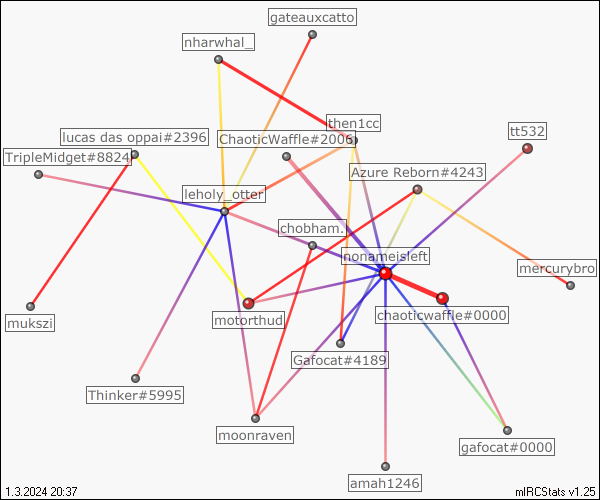 gateauxcatto
nharwhal_
then1cc
lucas das oppai#2396
ChaoticWaffle#2006
tt532
TripleMidget#8824
Azure Reborn#4243
leholy_otter
chobham.
nonameisleft
mercurybro
mukszi
motorthud
chaoticwaffle#0000
Gafocat#4189
Thinker#5995
moonraven
gafocat#0000
amah1246
1.3.2024 20:37
mIRCStats v1.25